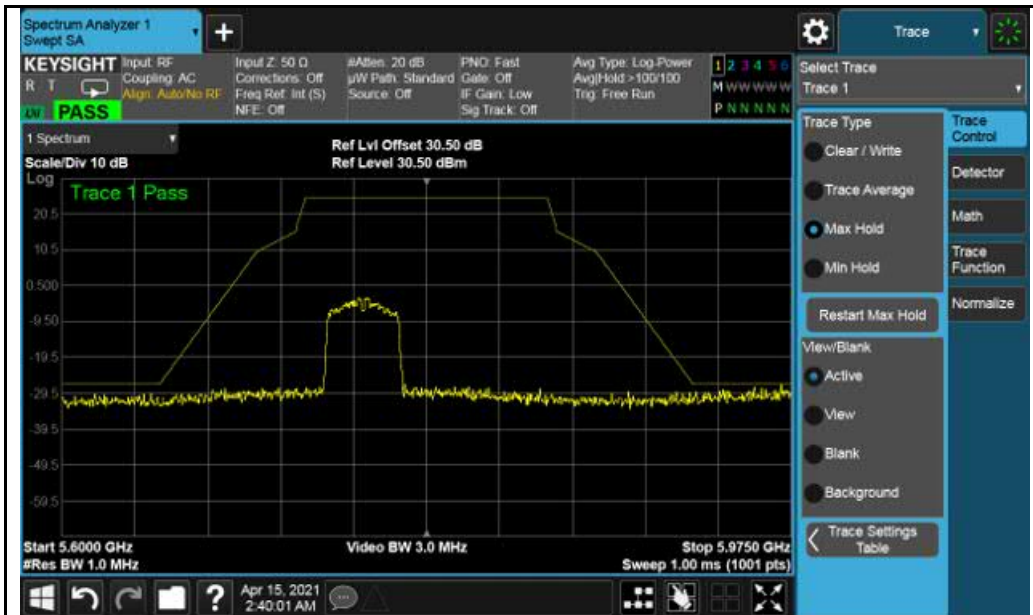 Spectrum Analyzer 1
Swept SA
+
Trace
KEYSIGHT
R T
PASS
Input: RF
Coupling: AC
Align: Auto/No RF
Input Z: 50 Ω
Corrections: Off
Freq Ref: Int (S)
NFE: Off
#Atten: 20 dB
µW Path: Standard
Source: Off
PNO: Fast
Gate: Off
IF Gain: Low
Sig Track: Off
Avg Type: Log-Power
Avg|Hold:>100/100
Trig: Free Run
1 2 3 4 5 6
M W W W W W
P N N N N N
Select Trace
Trace 1
1 Spectrum
Scale/Div 10 dB
Ref Lvl Offset 30.50 dB
Ref Level 30.50 dBm
Log
Trace 1 Pass
20.5
10.5
0.500
-9.50
-19.5
-29.5
-39.5
-49.5
-59.5
Start 5.6000 GHz
#Res BW 1.0 MHz
Video BW 3.0 MHz
Stop 5.9750 GHz
Sweep 1.00 ms (1001 pts)
Trace Type
Clear / Write
Trace Average
Max Hold
Min Hold
Restart Max Hold
View/Blank
Active
View
Blank
Background
Trace Settings
Table
Trace
Control
Detector
Math
Trace
Function
Normalize
?
Apr 15, 2021
2:40:01 AM